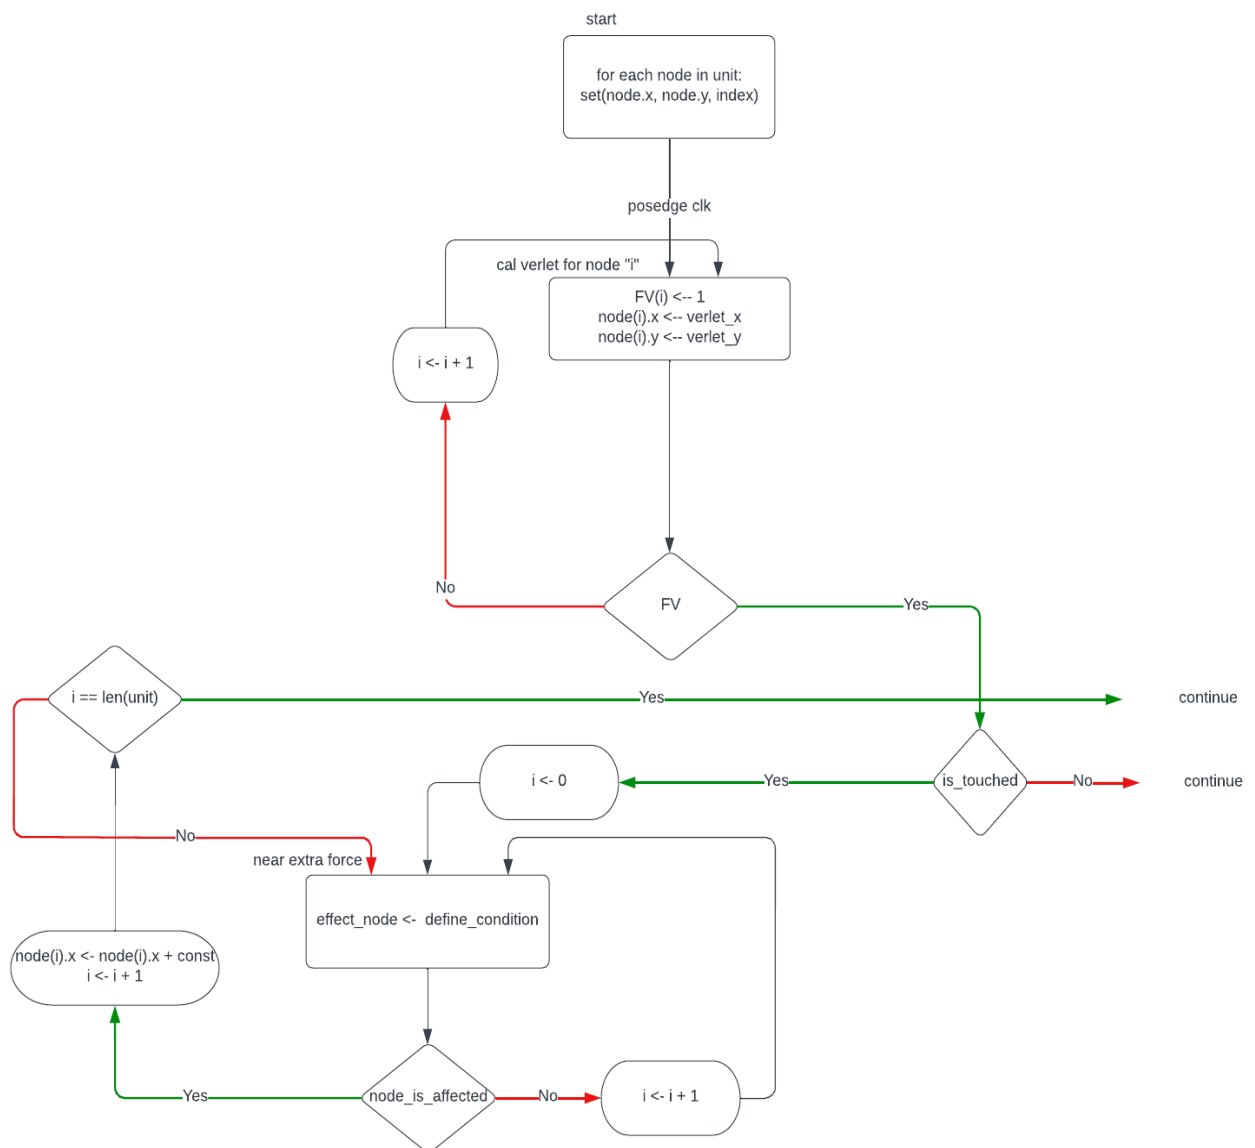 start
for each node in unit:
set(node.x, node.y, index)
posedge clk
cal verlet for node "i"
FV(i) <-- 1
node(i).x <-- verlet_x
node(i).y <-- verlet_y
i <- i + 1
No
FV
Yes
i == len(unit)
Yes
continue
i <- 0
Yes
is_touched
No
continue
No
near extra force
effect_node <-  define_condition
node(i).x <- node(i).x + const
i <- i + 1
Yes
node_is_affected
No
i <- i + 1